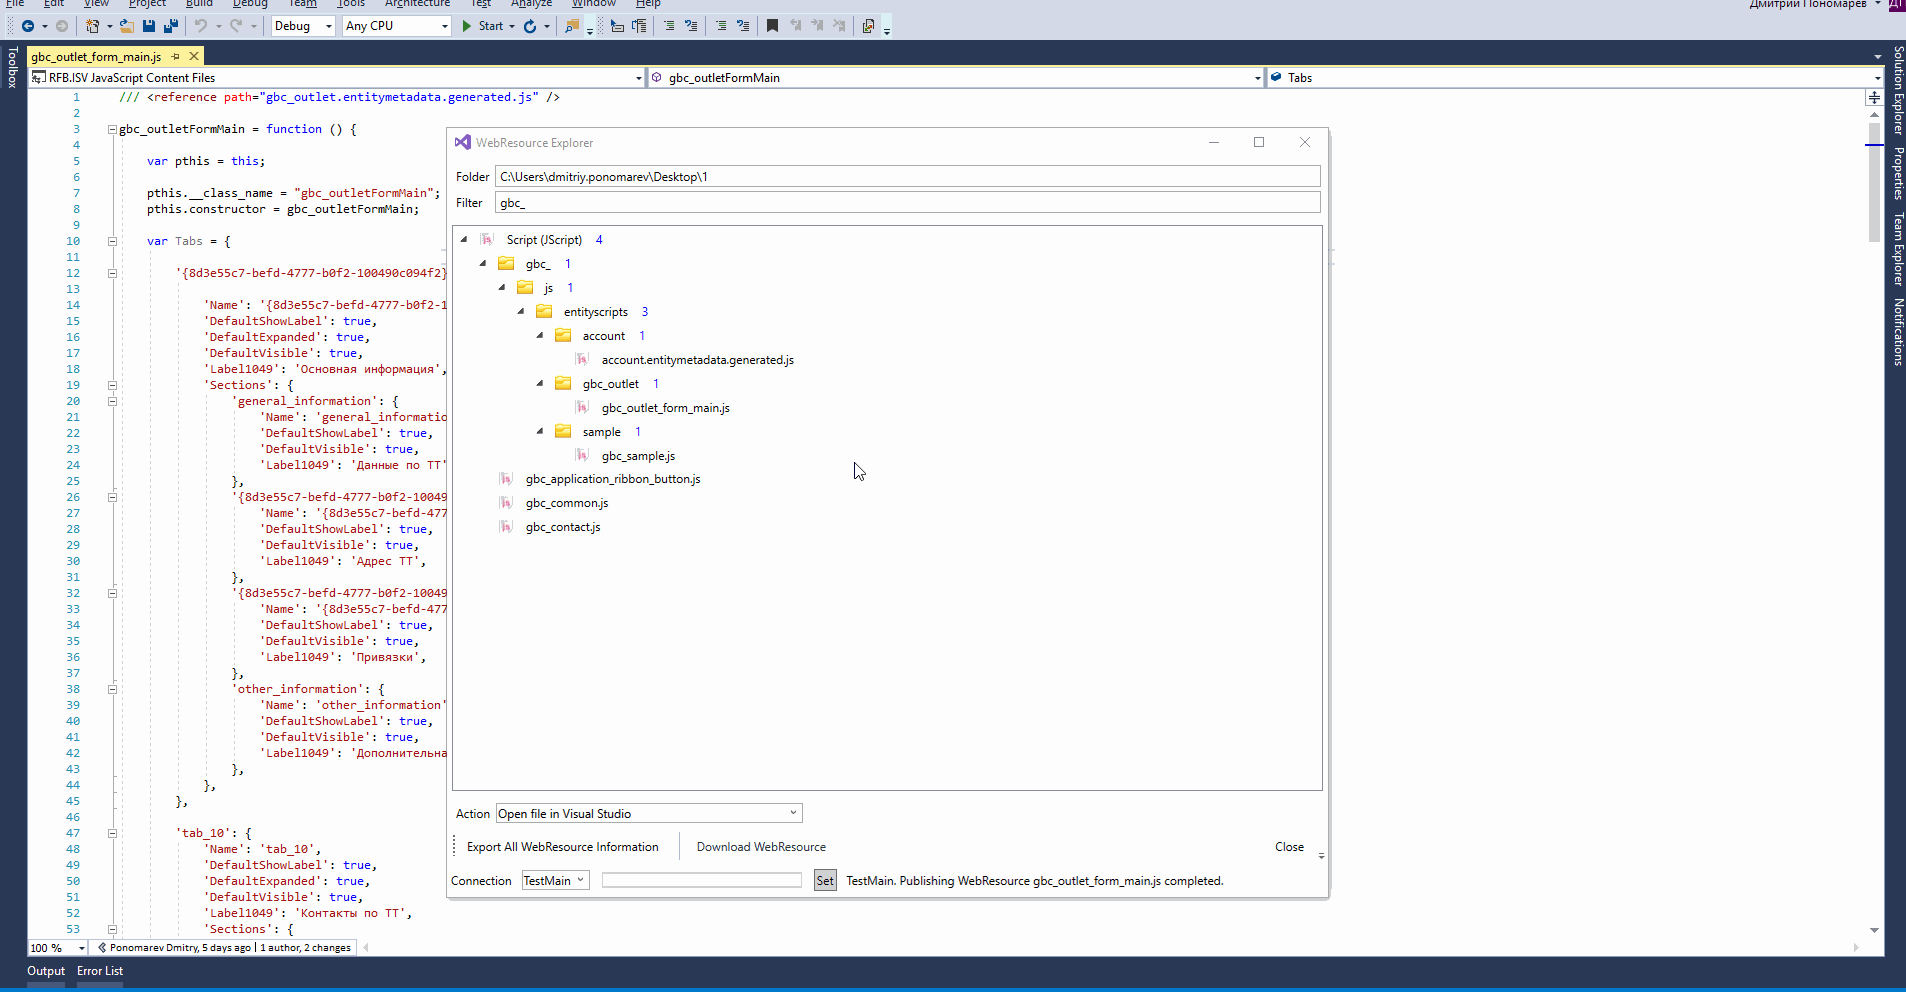 File Edit View Project Build Debug Team Tools Architecture Test Analyze Window Help Дмитрий Пономарев ДП
Debug Any CPU Start
Toolbox
gbc_outlet_form_main.js
RFB.ISV JavaScript Content Files gbc_outletFormMain Tabs
1 /// <reference path="gbc_outlet.entitymetadata.generated.js" />
2
3 gbc_outletFormMain = function () {
4
5 var pthis = this;
6
7 pthis.__class_name = "gbc_outletFormMain";
8 pthis.constructor = gbc_outletFormMain;
9
10 var Tabs = {
11
12 '{8d3e55c7-befd-4777-b0f2-100490c094f2}
13
14 'Name': '{8d3e55c7-befd-4777-b0f2-1
15 'DefaultShowLabel': true,
16 'DefaultExpanded': true,
17 'DefaultVisible': true,
18 'Label1049': 'Основная информация',
19 'Sections': {
20 'general_information': {
21 'Name': 'general_informatio
22 'DefaultShowLabel': true,
23 'DefaultVisible': true,
24 'Label1049': 'Данные по ТТ'
25 },
26 '{8d3e55c7-befd-4777-b0f2-10049
27 'Name': '{8d3e55c7-befd-477
28 'DefaultShowLabel': true,
29 'DefaultVisible': true,
30 'Label1049': 'Адрес ТТ',
31 },
32 '{8d3e55c7-befd-4777-b0f2-10049
33 'Name': '{8d3e55c7-befd-477
34 'DefaultShowLabel': true,
35 'DefaultVisible': true,
36 'Label1049': 'Привязки',
37 },
38 'other_information': {
39 'Name': 'other_information'
40 'DefaultShowLabel': true,
41 'DefaultVisible': true,
42 'Label1049': 'Дополнительна
43 },
44 },
45 },
46
47 'tab_10': {
48 'Name': 'tab_10',
49 'DefaultShowLabel': true,
50 'DefaultExpanded': true,
51 'DefaultVisible': true,
52 'Label1049': 'Контакты по ТТ',
53 'Sections': {
WebResource Explorer
Folder C:\Users\dmitriy.ponomarev\Desktop\1
Filter gbc_
Script (JScript) 4
gbc_ 1
js 1
entityscripts 3
account 1
account.entitymetadata.generated.js
gbc_outlet 1
gbc_outlet_form_main.js
sample 1
gbc_sample.js
gbc_application_ribbon_button.js
gbc_common.js
gbc_contact.js
Action Open file in Visual Studio
Export All WebResource Information Download WebResource Close
Connection TestMain Set TestMain. Publishing WebResource gbc_outlet_form_main.js completed.
Solution Explorer
Properties
Team Explorer
Notifications
100 % Ponomarev Dmitry, 5 days ago | 1 author, 2 changes
Output Error List